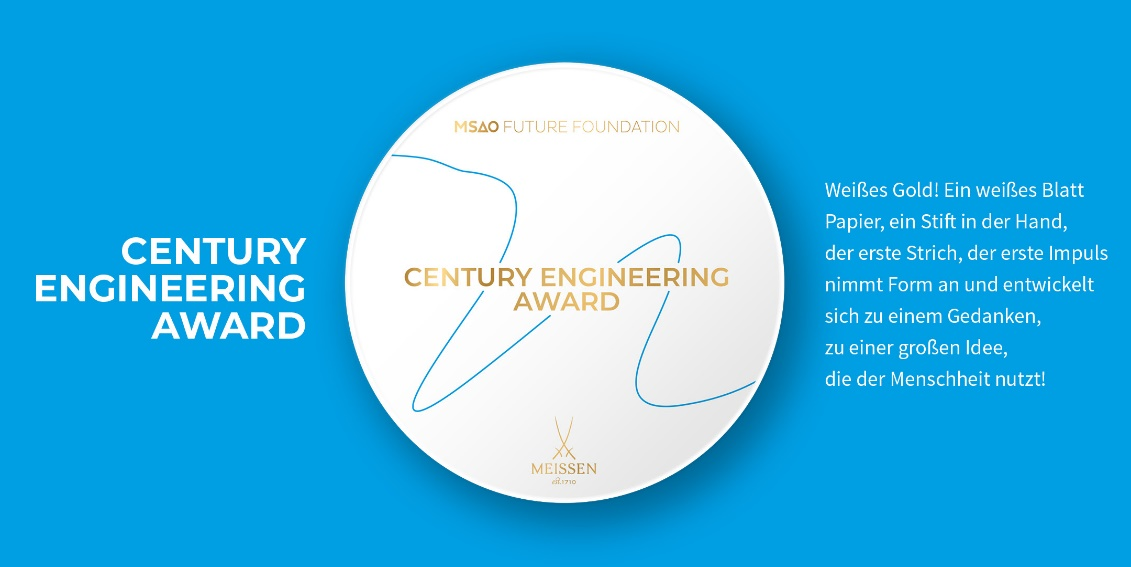 CENTURY
ENGINEERING
AWARD
MSAO FUTURE FOUNDATION
CENTURY ENGINEERING
AWARD
MEISSEN
est.1710
Weißes Gold! Ein weißes Blatt
Papier, ein Stift in der Hand,
der erste Strich, der erste Impuls
nimmt Form an und entwickelt
sich zu einem Gedanken,
zu einer großen Idee,
die der Menschheit nutzt!